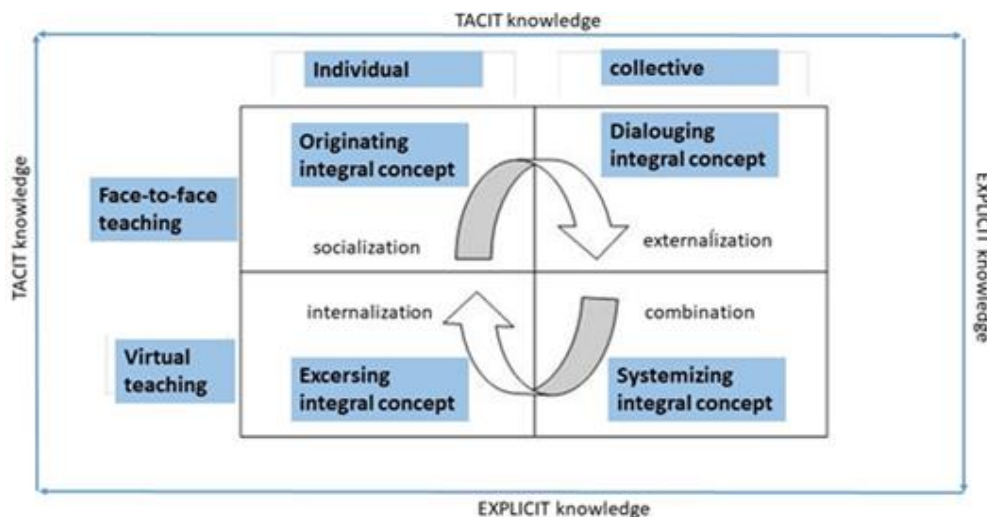 TACIT knowledge
Individual
collective
Originating
integral concept
Dialouging
integral concept
Face-to-face
teaching
socialization
externalization
TACIT knowledge
EXPLICIT knowledge
internalization
combination
Virtual
teaching
Excersing
integral concept
Systemizing
integral concept
EXPLICIT knowledge